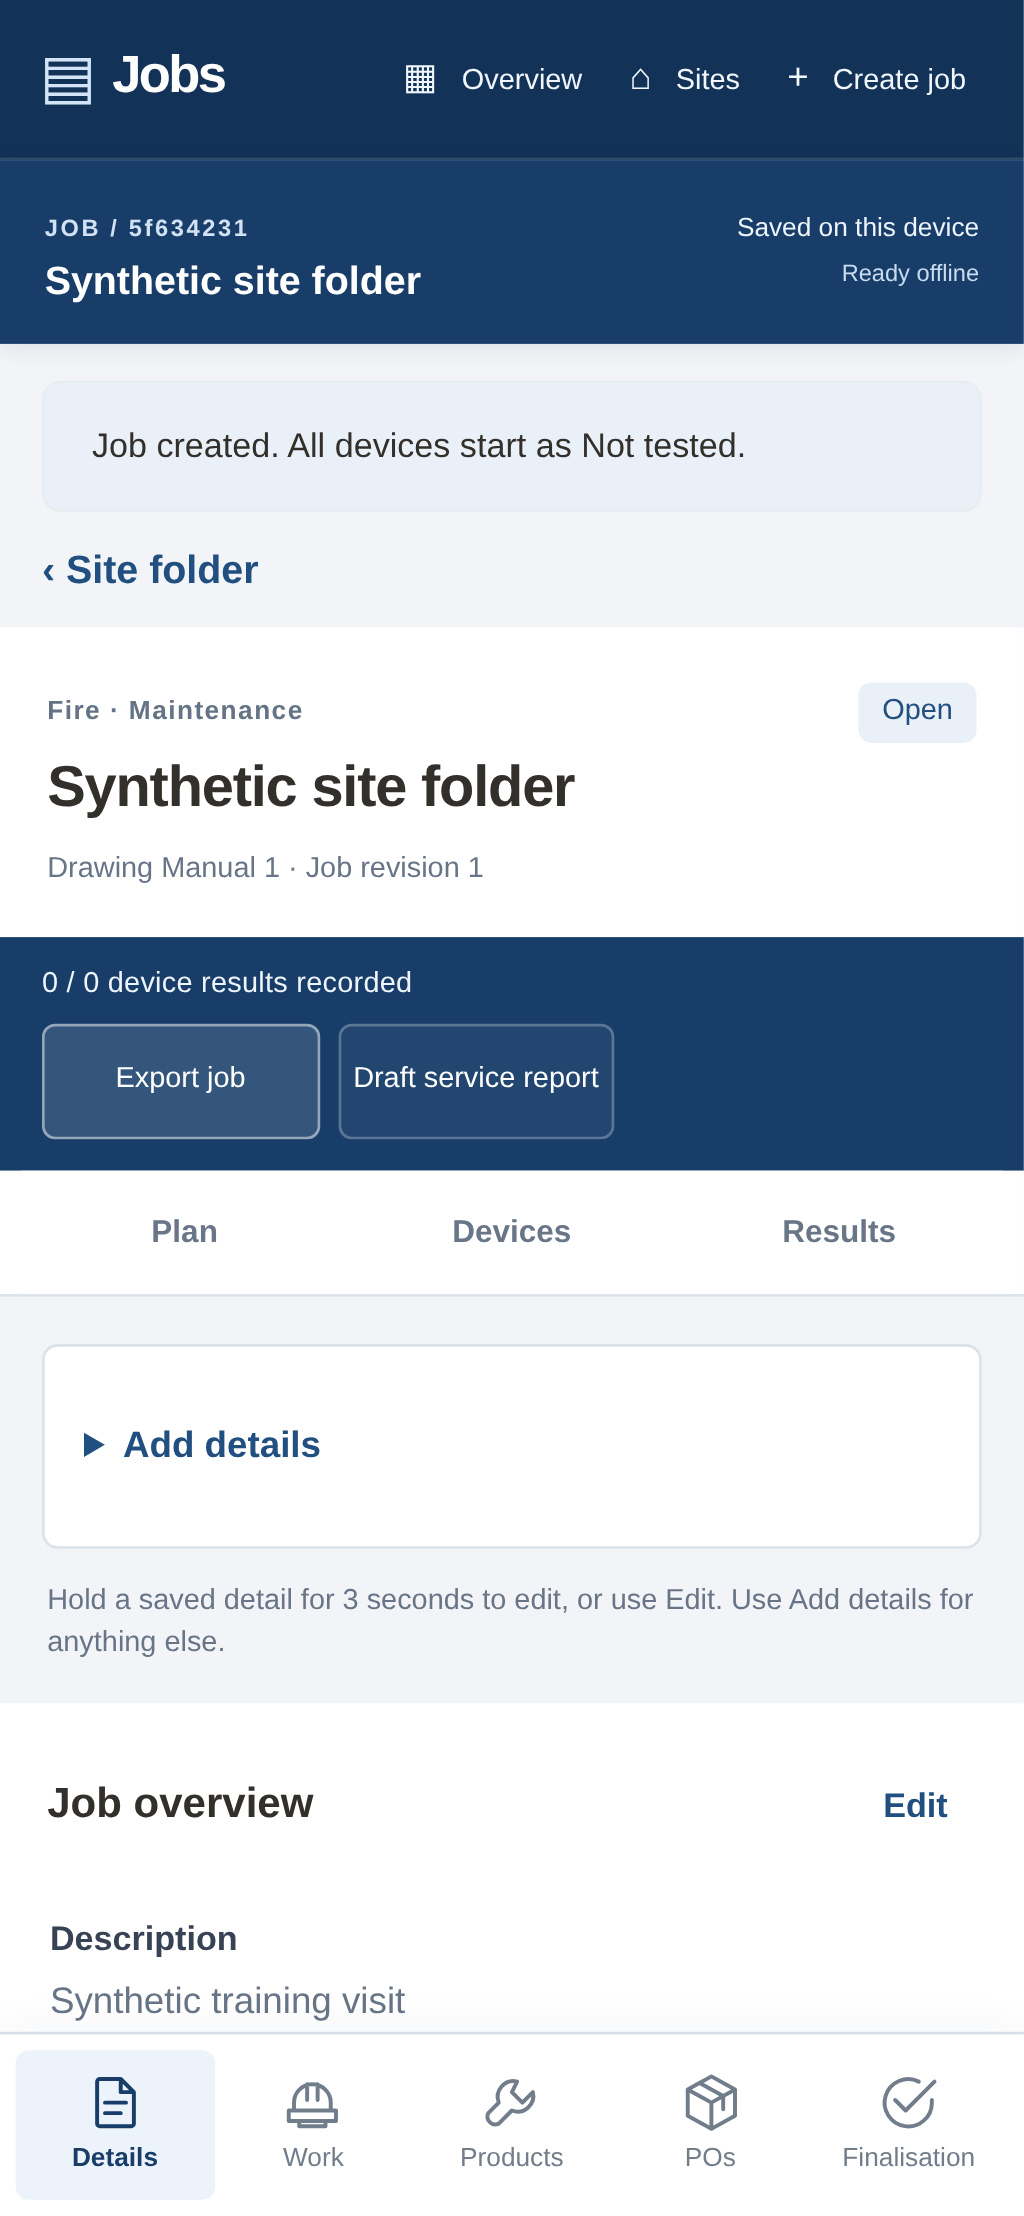 Jobs
Overview
Sites
+ Create job
JOB / 5f634231
Saved on this device
Synthetic site folder
Ready offline
Job created. All devices start as Not tested.
‹ Site folder
Fire · Maintenance
Open
Synthetic site folder
Drawing Manual 1 · Job revision 1
0 / 0 device results recorded
Export job
Draft service report
Plan
Devices
Results
Add details
Hold a saved detail for 3 seconds to edit, or use Edit. Use Add details for
anything else.
Job overview
Edit
Description
Synthetic training visit
Details
Work
Products
POs
Finalisation